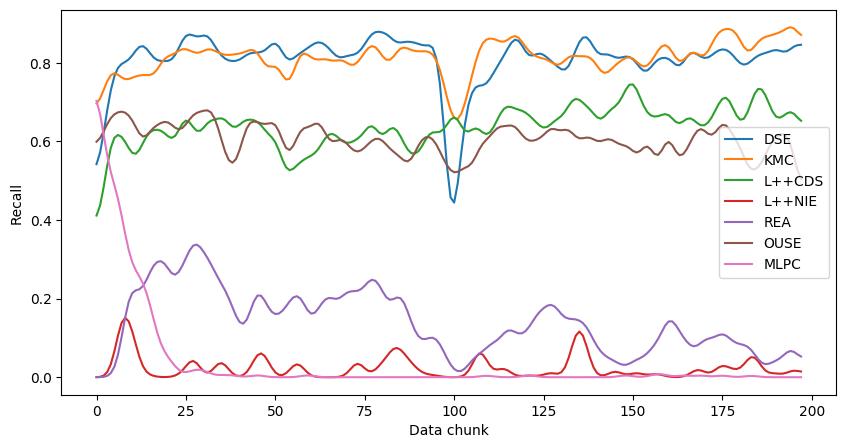 0.8
0.6
0.4
0.2
0.0
Recall
0
25
50
75
100
125
150
175
200
Data chunk
DSE
KMC
L++CDS
L++NIE
REA
OUSE
MLPC